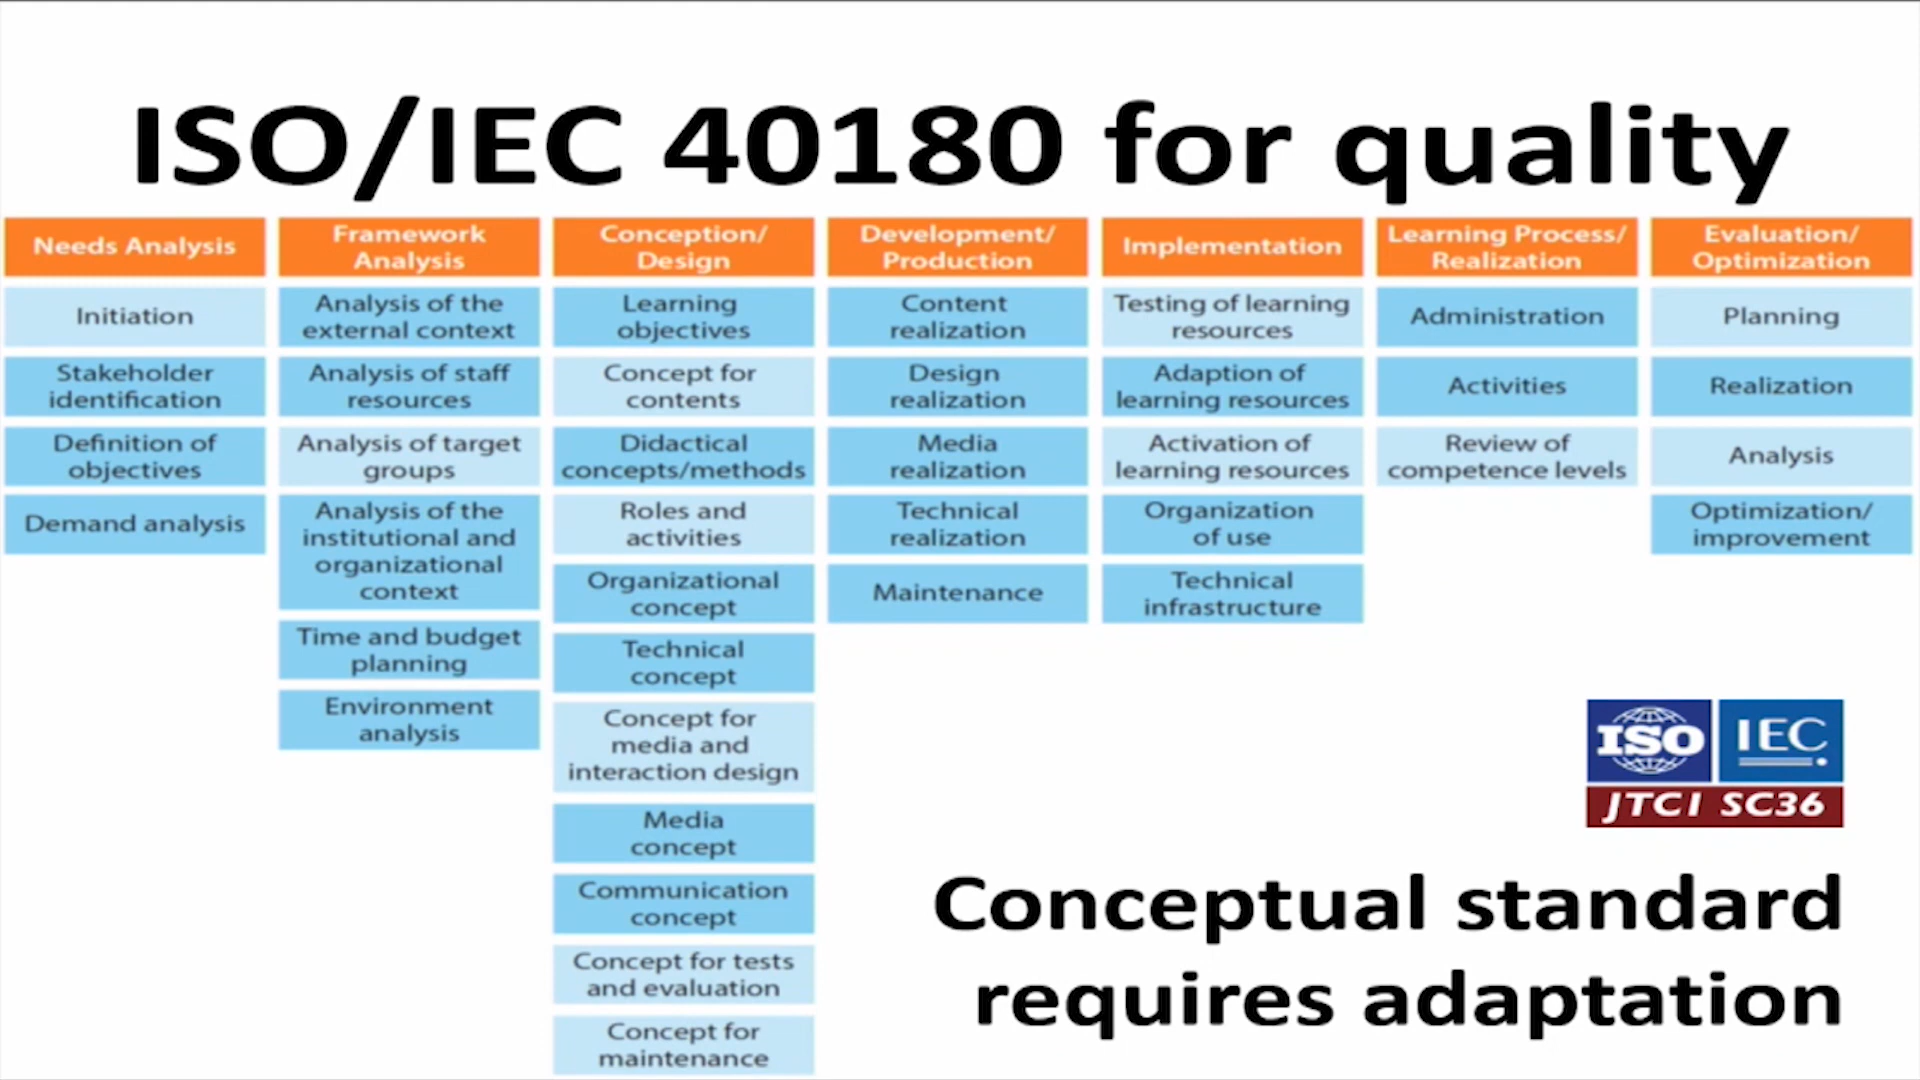 ISO/IEC 40180 for quality
Needs Analysis
Initiation
Stakeholder
identification
Definition of
objectives
Demand analysis
Framework
Analysis
Analysis of the
external context
Analysis of staff
resources
Analysis of target
groups
Analysis of the
institutional and
organizational
context
Time and budget
planning
Environment
analysis
Conception/
Design
Learning
objectives
Concept for
contents
Didactical
concepts/methods
Roles and
activities
Organizational
concept
Technical
concept
Concept for
media and
interaction design
Media
concept
Communication
concept
Concept for tests
and evaluation
Concept for
maintenance
Development/
Production
Content
realization
Design
realization
Media
realization
Technical
realization
Maintenance
Implementation
Testing of learning
resources
Adaption of
learning resources
Activation of
learning resources
Organization
of use
Technical
infrastructure
Learning Process/
Realization
Administration
Activities
Review of
competence levels
Evaluation/
Optimization
Planning
Realization
Analysis
Optimization/
improvement
ISO IEC
JTC1 SC36
Conceptual standard
requires adaptation